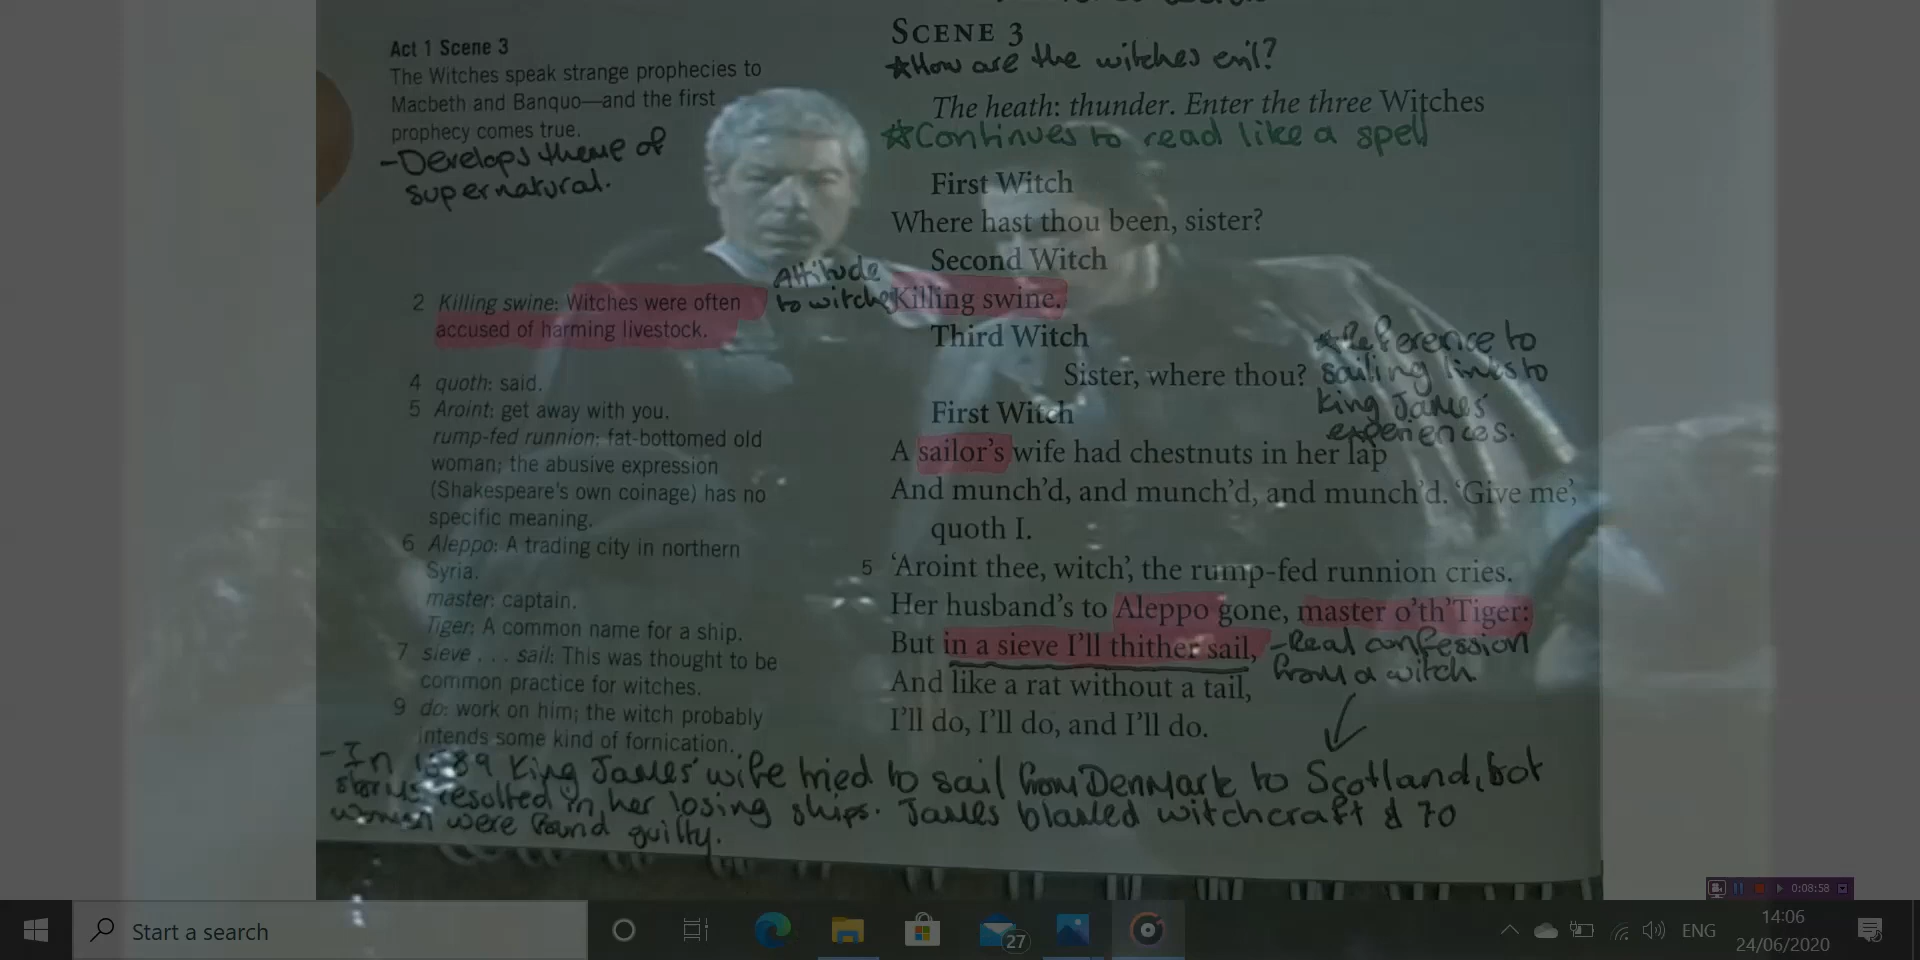 SCENE 3
Act 1 Scene 3
★How are the witches evil?
The Witches speak strange prophecies to
Macbeth and Banquo—and the first
prophecy comes true.
-Develops theme of
supernatural.
The heath: thunder. Enter the three Witches
★Continues to read like a spell
First Witch
Where hast thou been, sister?
Second Witch
Attitude
to witches
2 Killing swine: Witches were often
accused of harming livestock.
Killing swine.
Third Witch
Sister, where thou?
★Reference to
sailing links to
King James'
experiences.
4 quoth: said.
5 Aroint: get away with you.
rump-fed runnion: fat-bottomed old
woman; the abusive expression
(Shakespeare's own coinage) has no
specific meaning.
6 Aleppo: A trading city in northern
Syria.
master: captain.
Tiger: A common name for a ship.
7 sieve . . . sail: This was thought to be
common practice for witches.
9 do: work on him; the witch probably
intends some kind of fornication.
First Witch
A sailor's wife had chestnuts in her lap
And munch'd, and munch'd, and munch'd. 'Give me',
quoth I.
5 'Aroint thee, witch', the rump-fed runnion cries.
Her husband's to Aleppo gone, master o'th'Tiger:
But in a sieve I'll thither sail,
-Real confession
from a witch
And like a rat without a tail,
I'll do, I'll do, and I'll do.
-In 1589 King James' wife tried to sail from Denmark to Scotland, but
storms resulted in her losing ships. James blamed witchcraft & 70
women were found guilty.
0:08:58
Start a search
27
ENG
14:06
24/06/2020